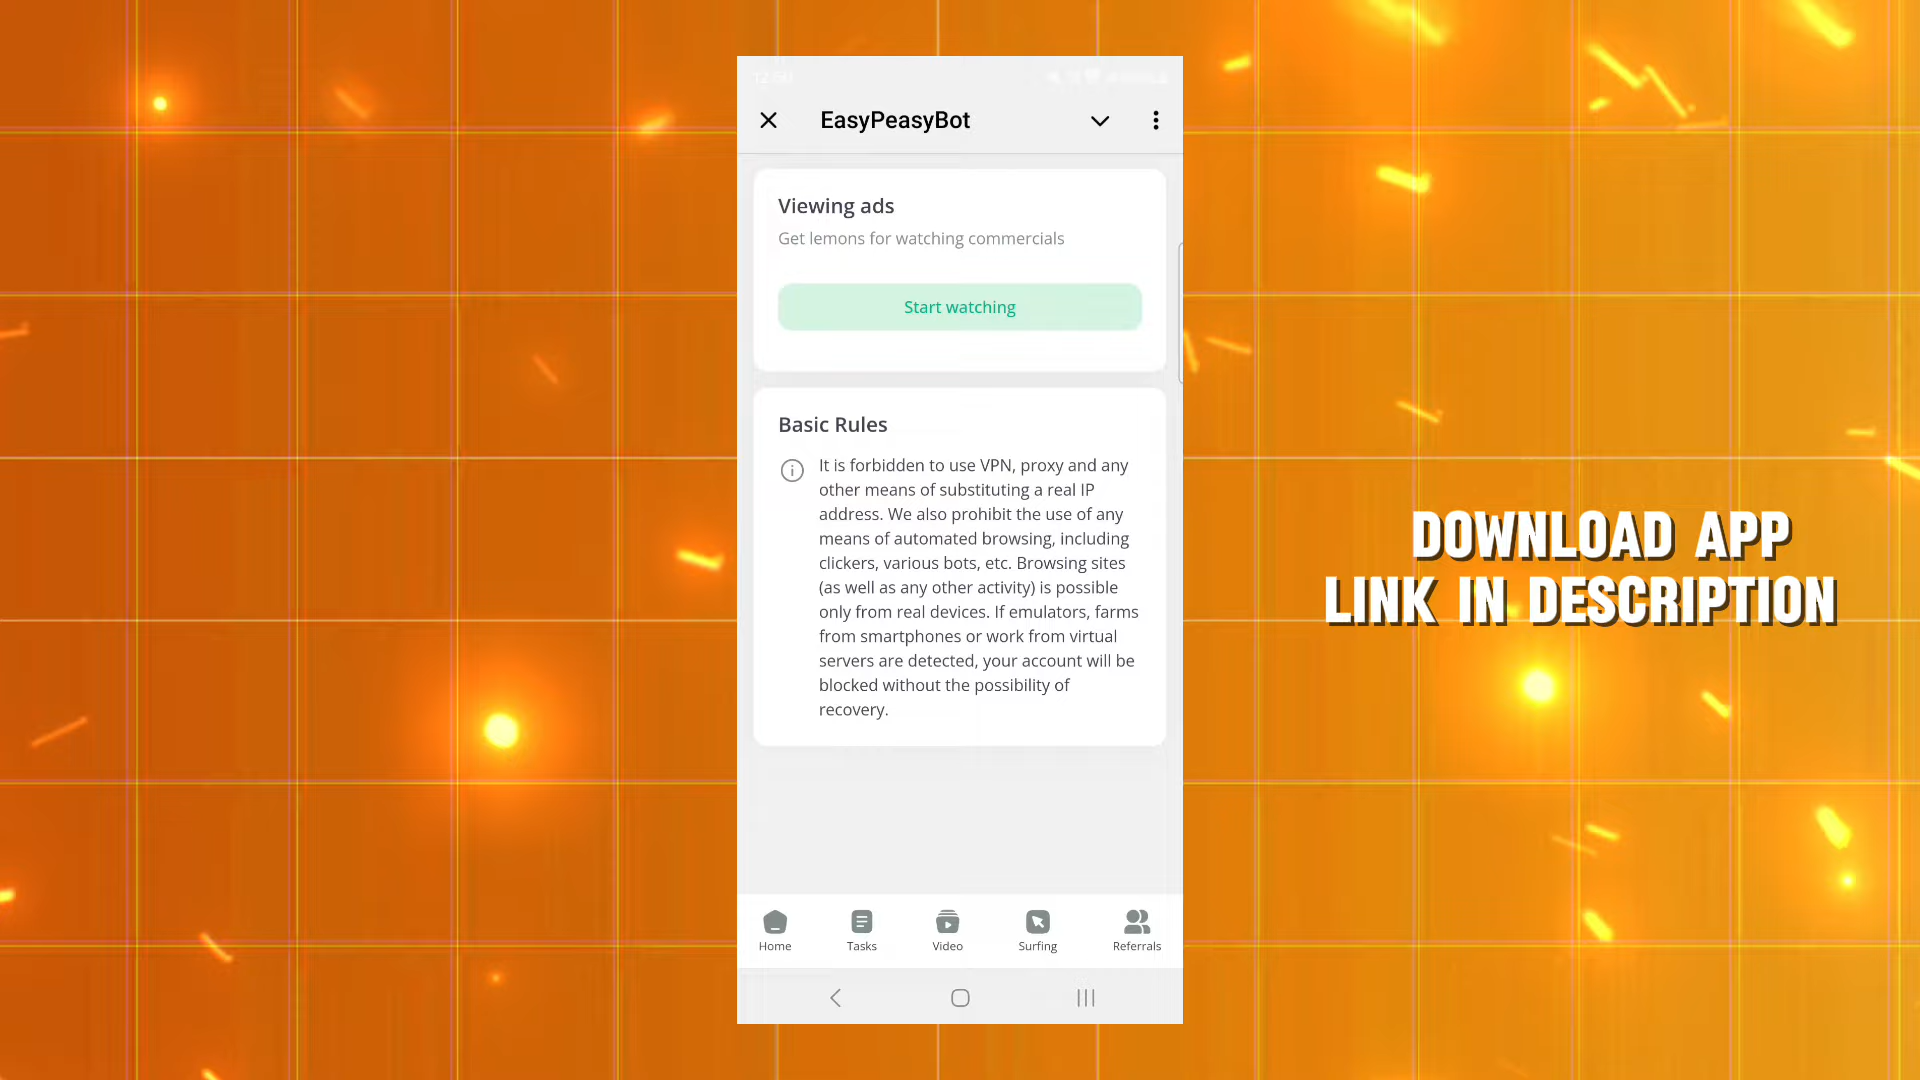 EasyPeasyBot
Viewing ads
Get lemons for watching commercials
Start watching
Basic Rules
It is forbidden to use VPN, proxy and any
other means of substituting a real IP
address. We also prohibit the use of any
means of automated browsing, including
clickers, various bots, etc. Browsing sites
(as well as any other activity) is possible
only from real devices. If emulators, farms
from smartphones or work from virtual
servers are detected, your account will be
blocked without the possibility of
recovery.
Home
Tasks
Video
Surfing
Referrals
DOWNLOAD APP
LINK IN DESCRIPTION